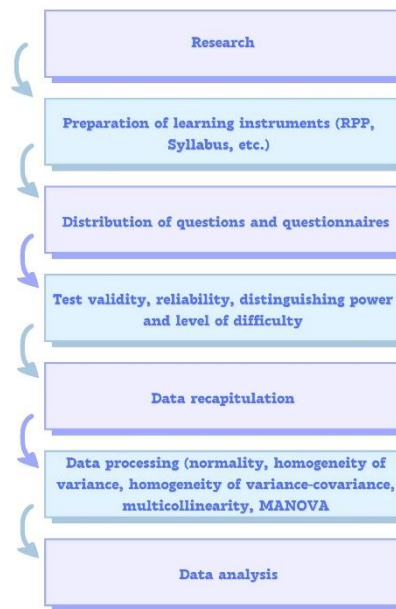 Research
Preparation of learning instruments (RPP,
Syllabus, etc.)
Distribution of questions and questionnaires
Test validity, reliability, distinguishing power
and level of difficulty
Data recapitulation
Data processing (normality, homogeneity of
variance, homogeneity of variance-covariance,
multicollinearity, MANOVA
Data analysis